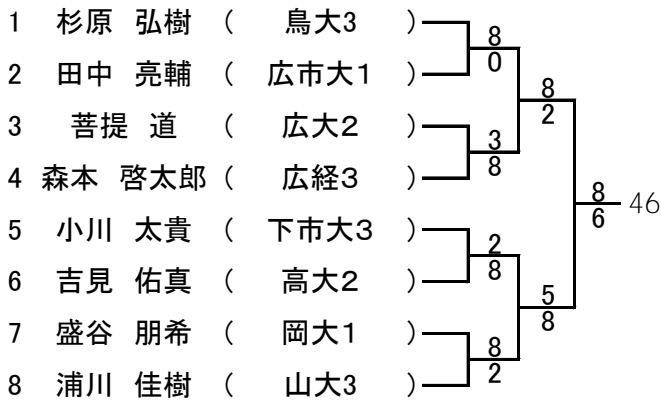 1 杉原 弘樹 ( 鳥大3 )
8
0
2 田中 亮輔 ( 広市大1 )
8
2
3 菩提 道 ( 広大2 )
3
8
4 森本 啓太郎 ( 広経3 )
8
6
46
5 小川 太貴 ( 下市大3 )
2
8
6 吉見 佑真 ( 高大2 )
5
8
7 盛谷 朋希 ( 岡大1 )
8
2
8 浦川 佳樹 ( 山大3 )